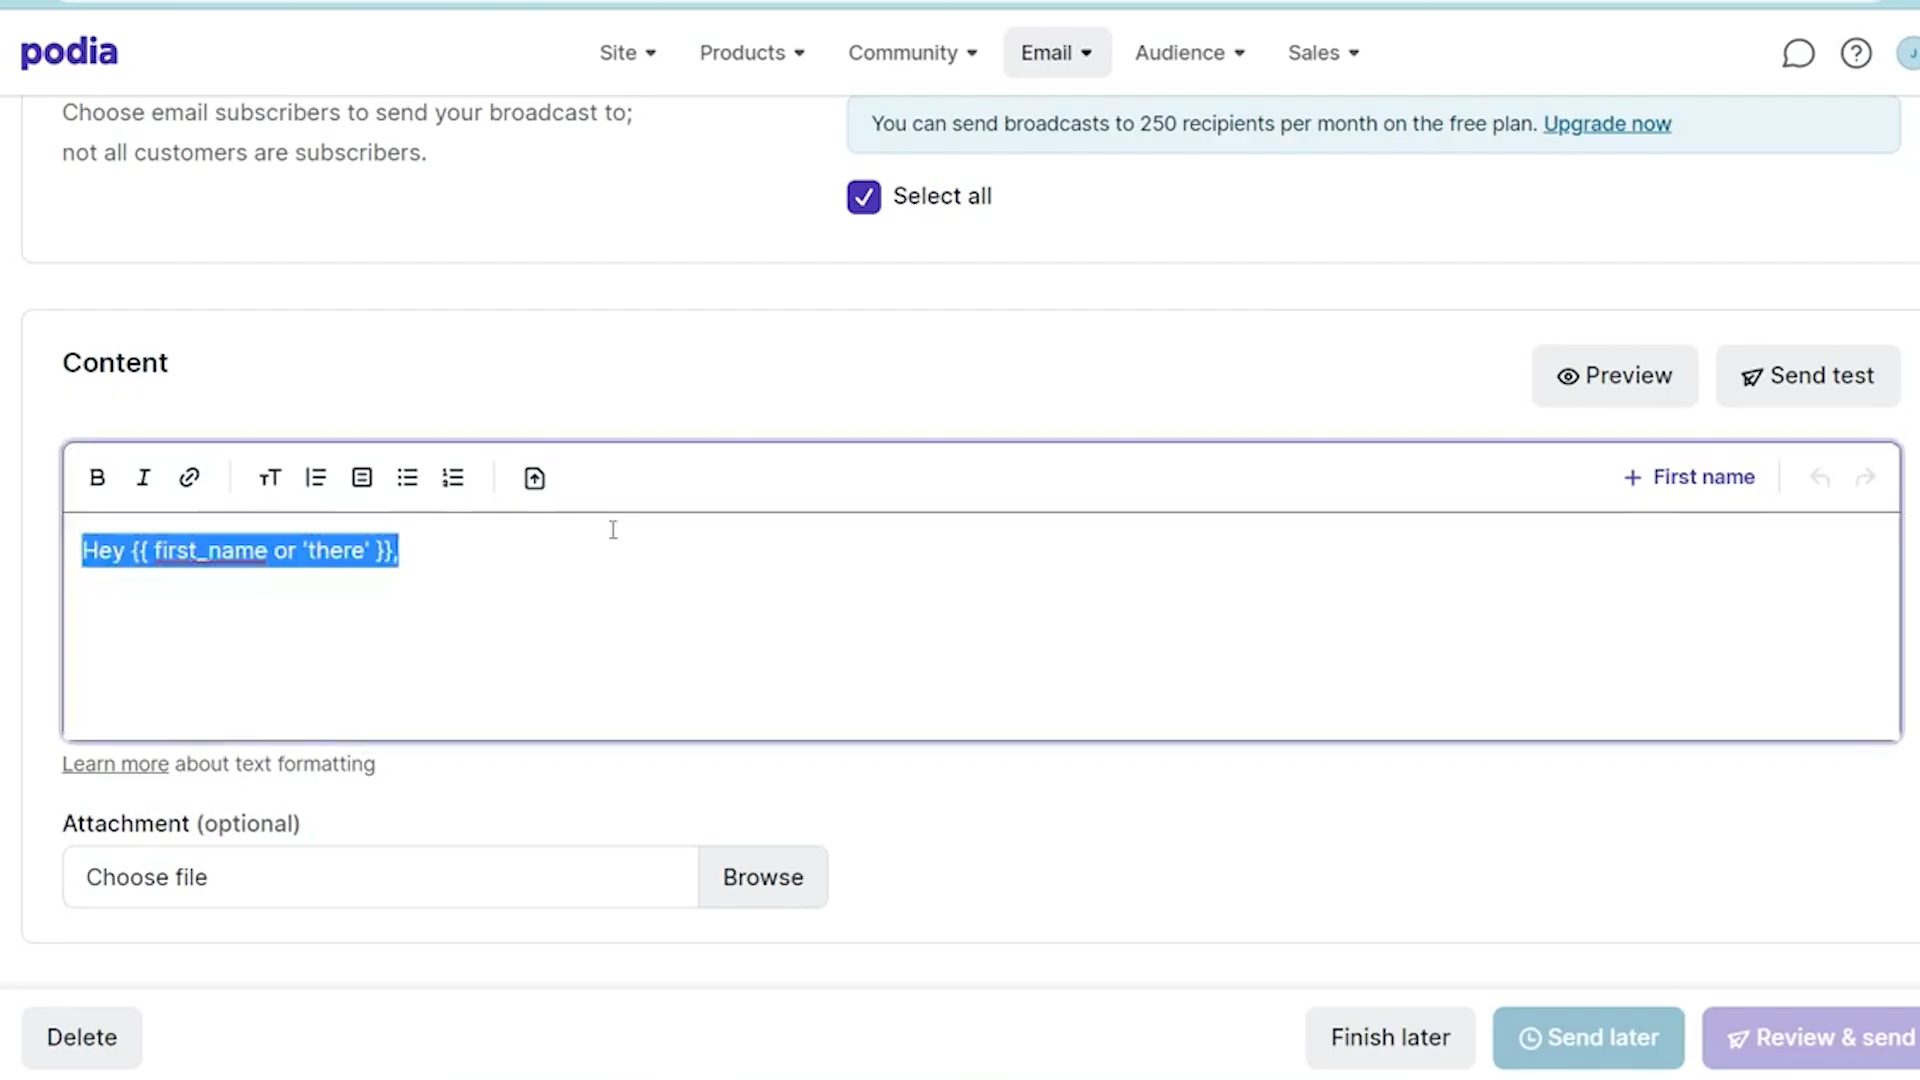 podia
Site
Products
Community
Email
Audience
Sales
J
Choose email subscribers to send your broadcast to;
not all customers are subscribers.
You can send broadcasts to 250 recipients per month on the free plan. Upgrade now
Select all
Content
Preview
Send test
B I
+ First name
Hey {{ first_name or 'there' }},
Learn more about text formatting
Attachment (optional)
Choose file
Browse
Delete
Finish later
Send later
Review & send